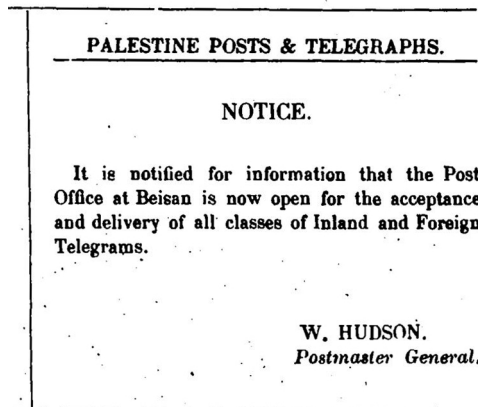 PALESTINE POSTS & TELEGRAPHS.
NOTICE.
It is notified for information that the Post
Office at Beisan is now open for the acceptance
and delivery of all classes of Inland and Foreign
Telegrams.
W. HUDSON.
Postmaster General.